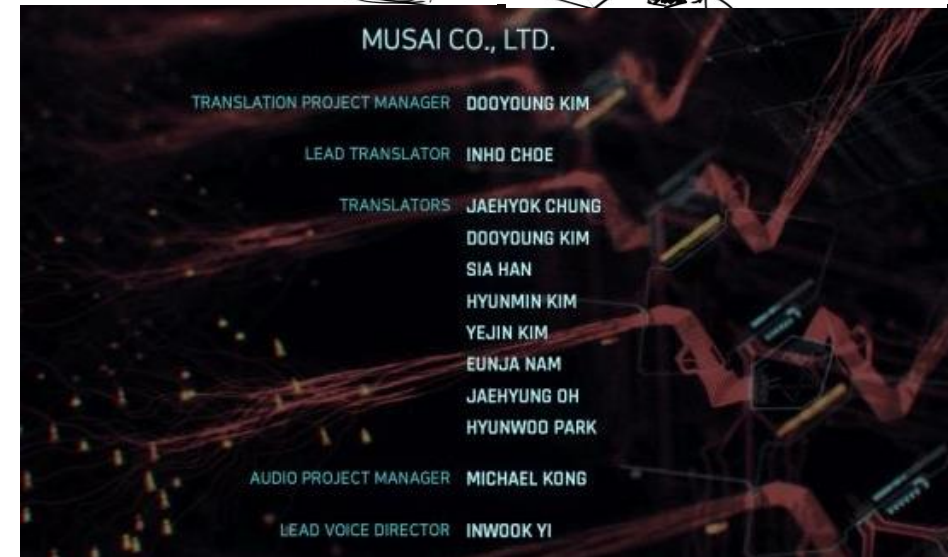 MUSAI CO., LTD.
TRANSLATION PROJECT MANAGER DOOYOUNG KIM
LEAD TRANSLATOR INHO CHOE
TRANSLATORS JAEHYOK CHUNG
DOOYOUNG KIM
SIA HAN
HYUNMIN KIM
YEJIN KIM
EUNJA NAM
JAEHYUNG OH
HYUNWOO PARK
AUDIO PROJECT MANAGER MICHAEL KONG
LEAD VOICE DIRECTOR INWOOK YI